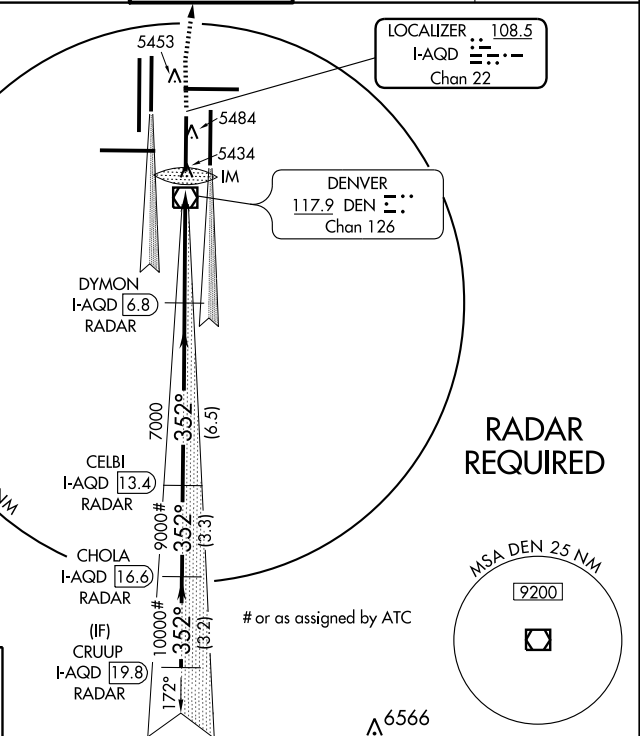 5453
LOCALIZER 108.5
I-AQD
Chan 22
5484
5434
IM
DENVER
117.9 DEN
Chan 126
DYMON
I-AQD 6.8
RADAR
7000
352°
(6.5)
RADAR
REQUIRED
CELBI
I-AQD 13.4
RADAR
NM
9000#
352°
(3.3)
CHOLA
I-AQD 16.6
RADAR
MSA DEN 25 NM
9200
10000#
352°
(3.2)
# or as assigned by ATC
(IF)
CRUUP
I-AQD 19.8
RADAR
172°
6566